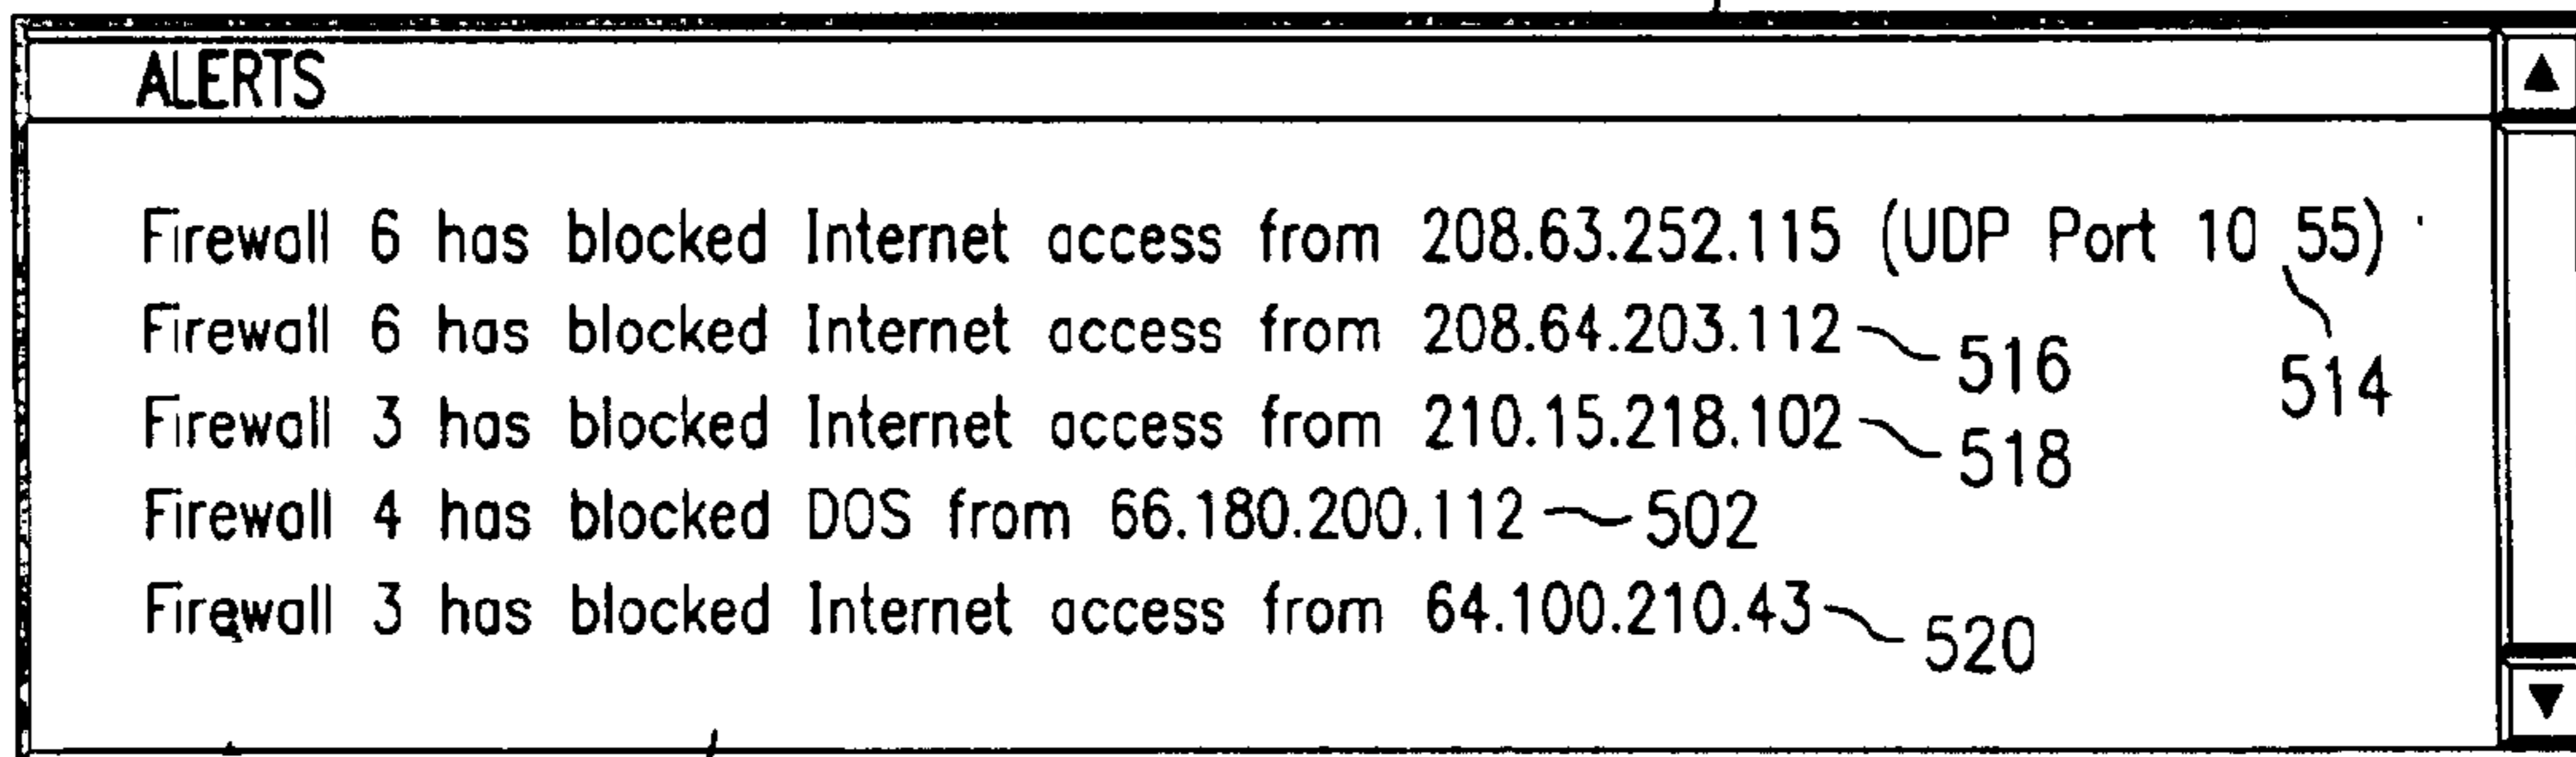 ALERTS
Firewall 6 has blocked Internet access from 208.63.252.115 (UDP Port 10 55)
514
Firewall 6 has blocked Internet access from 208.64.203.112 516
Firewall 3 has blocked Internet access from 210.15.218.102 518
Firewall 4 has blocked DOS from 66.180.200.112 502
Firewall 3 has blocked Internet access from 64.100.210.43 520